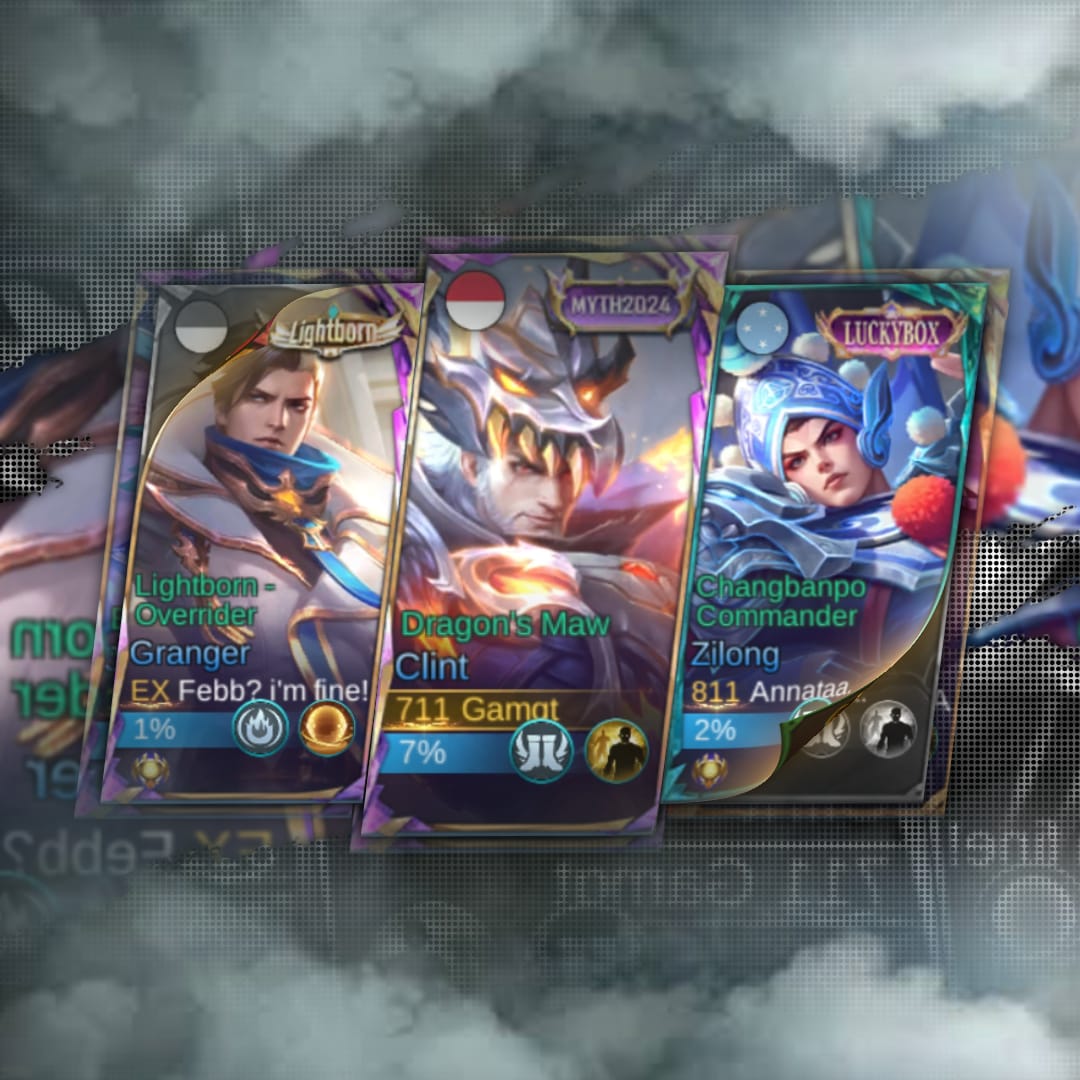 Lightborn
Lightborn -
Overrider
Granger
EX Febb? i'm fine!
1%
MYTH2024
Dragon's Maw
Clint
711 Gamgt
7%
LUCKYBOX
Changbanpo
Commander
Zilong
811 Annataa..
2%